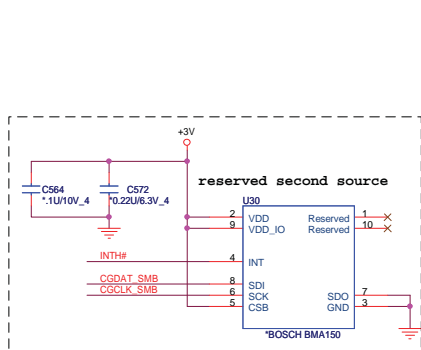 +3V
C564
*.1U/10V_4
C572
*0.22U/6.3V_4
reserved second source
U30
2 VDD Reserved 1
9 VDD_IO Reserved 10
INTH# 4 INT
CGDAT_SMB 8 SDI
CGCLK_SMB 6 SCK SDO 7
5 CSB GND 3
*BOSCH BMA150